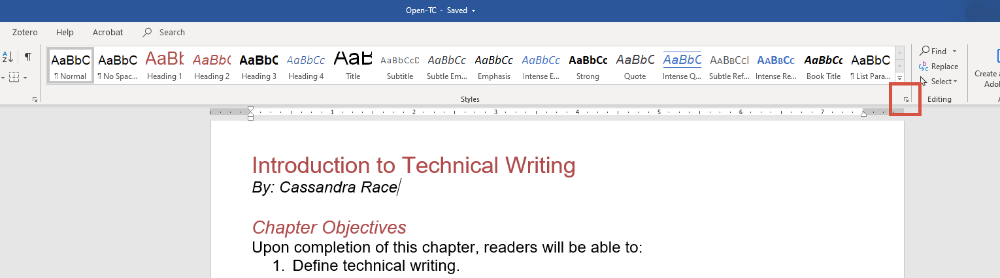 Open-TC - Saved
Zotero Help Acrobat Search
AaBbC AaBbC AaBb AaBbC AaBbC AaBbCc AaB AaBbCcD AaBbCc AaBbCc AaBbCc AaBbCc AaBbC AaBbC AaBbCcI AaBbCc AaBbCc AaBbC
¶ Normal ¶ No Spac... Heading 1 Heading 2 Heading 3 Heading 4 Title Subtitle Subtle Em... Emphasis Intense E... Strong Quote Intense Q... Subtle Ref... Intense Re... Book Title ¶ List Para...
Find
Replace
Select
Create a
Adob
Styles
Editing
1 2 3 4 5 6 7
Introduction to Technical Writing
By: Cassandra Race
Chapter Objectives
Upon completion of this chapter, readers will be able to:
1. Define technical writing.